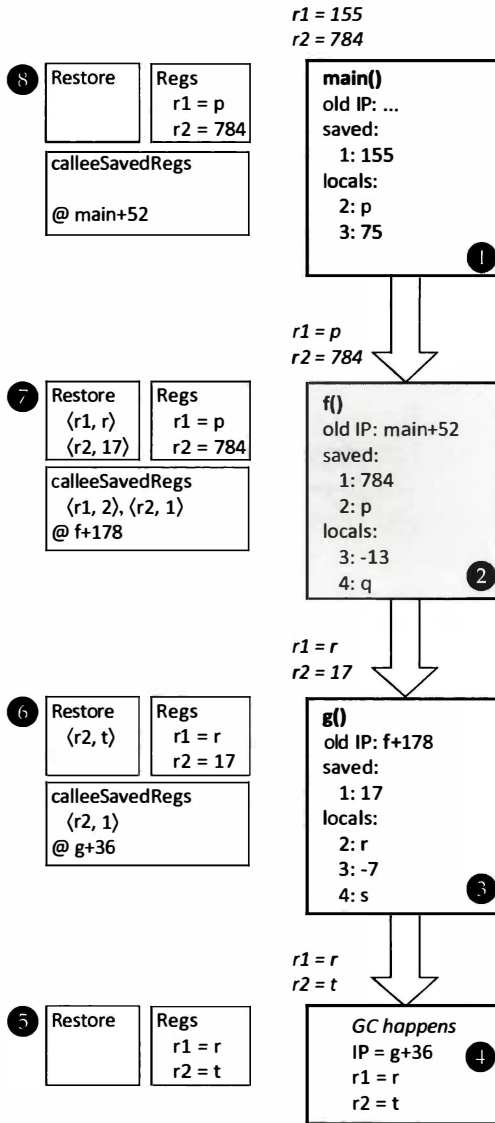 r1 = 155
r2 = 784
8
Restore
Regs
r1 = p
r2 = 784
calleeSavedRegs
@ main+52
main()
old IP: ...
saved:
1: 155
locals:
2: p
3: 75
1
r1 = p
r2 = 784
7
Restore
⟨r1, r⟩
⟨r2, 17⟩
Regs
r1 = p
r2 = 784
calleeSavedRegs
⟨r1, 2⟩, ⟨r2, 1⟩
@ f+178
f()
old IP: main+52
saved:
1: 784
2: p
locals:
3: -13
4: q
2
r1 = r
r2 = 17
6
Restore
⟨r2, t⟩
Regs
r1 = r
r2 = 17
calleeSavedRegs
⟨r2, 1⟩
@ g+36
g()
old IP: f+178
saved:
1: 17
locals:
2: r
3: -7
4: s
3
r1 = r
r2 = t
5
Restore
Regs
r1 = r
r2 = t
GC happens
IP = g+36
r1 = r
r2 = t
4